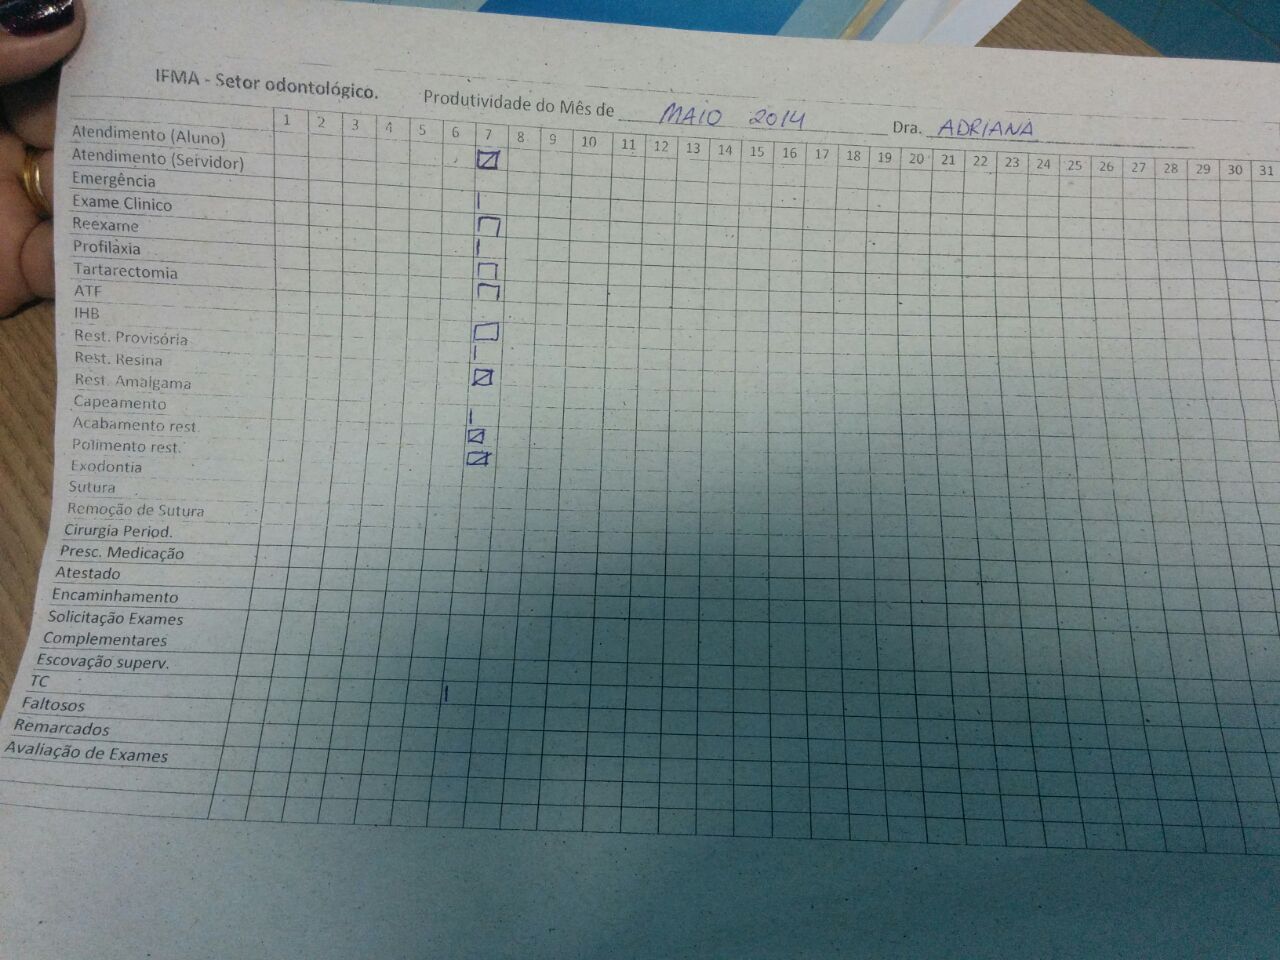 IFMA - Setor odontológico. Produtividade do Mês de MAIO 2014 Dra. ADRIANA
1 2 3 4 5 6 7 8 9 10 11 12 13 14 15 16 17 18 19 20 21 22 23 24 25 26 27 28 29 30 31
Atendimento (Aluno)
Atendimento (Seividor)
Emergência
Exame Clinico
Reexame
Profilaxia
Tartarectomia
ATF
IHB
Rest. Provisória
Rest. Resina
Rest. Amalgama
Capeamento
Acabamento rest.
Polimento rest.
Exodontia
Sutura
Remoção de Sutura
Cirurgia Period.
Presc. Medicação
Atestado
Encaminhamento
Solicitação Exames
Complementares
Escovação superv.
TC
Faltosos
Remarcados
Avaliação de Exames